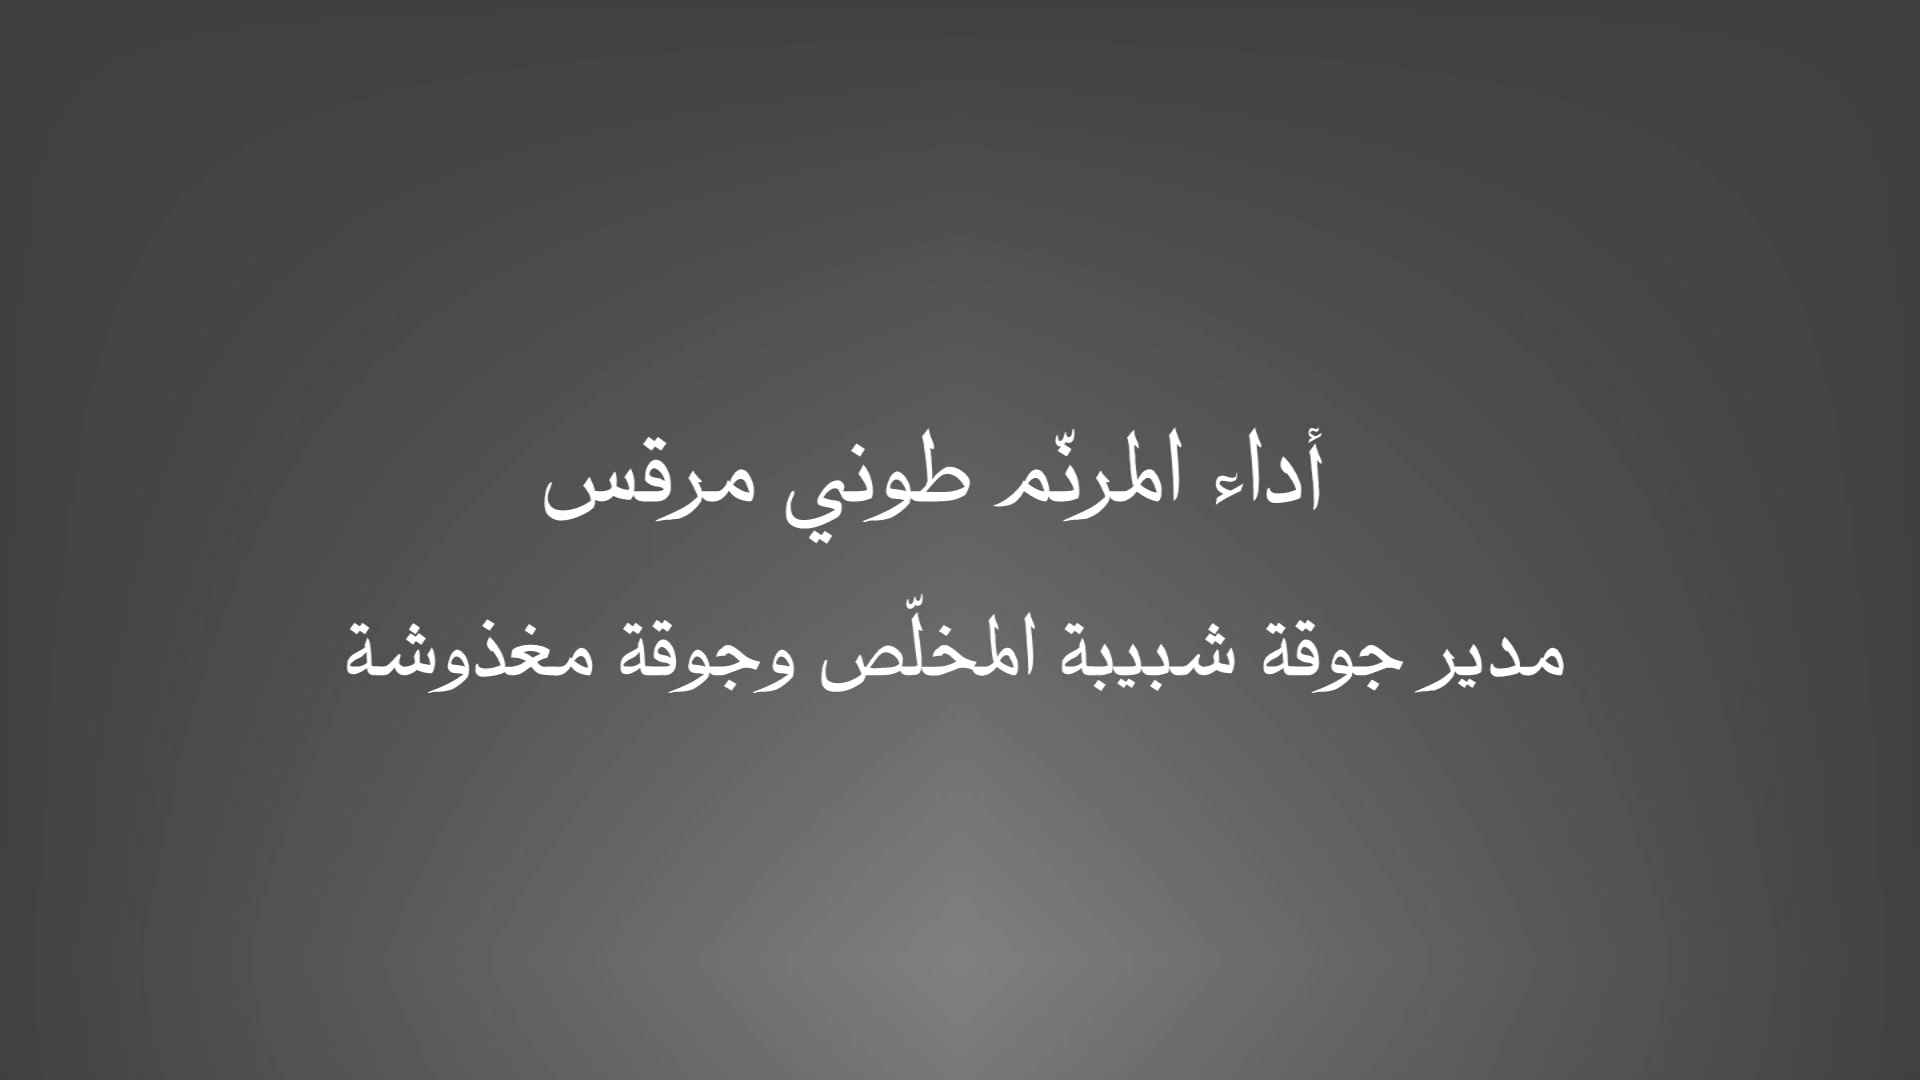 أداء المرنّم طوني مرقس
مدير جوقة شبيبة المخلّص وجوقة مغذوشة